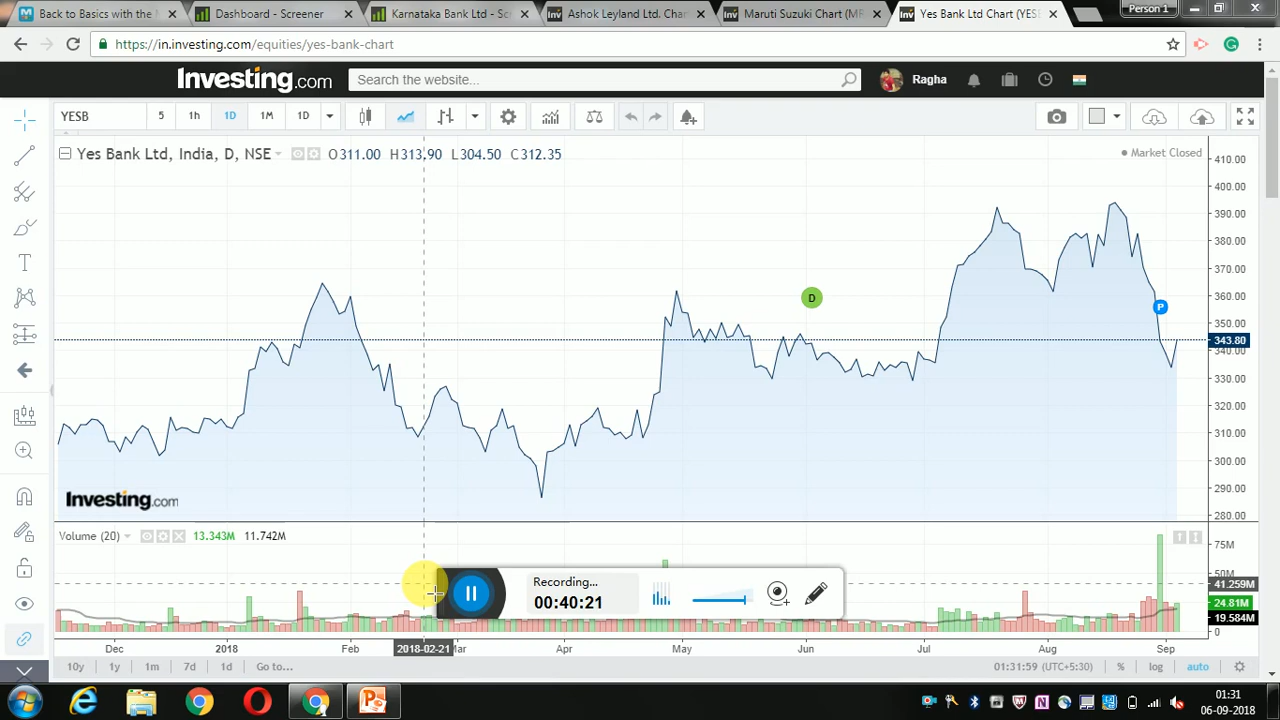 Back to Basics with the M
Dashboard - Screener
Karnataka Bank Ltd - Scre
Ashok Leyland Ltd. Char
Maruti Suzuki Chart (MR
Yes Bank Ltd Chart (YESE
Person 1
https://in.investing.com/equities/yes-bank-chart
Investing.com
Search the website...
Ragha
YESB
5
1h
1D
1M
1D
Yes Bank Ltd, India, D, NSE
O311.00 H313.90 L304.50 C312.35
Market Closed
410.00
400.00
390.00
380.00
370.00
D
360.00
P
350.00
343.80
340.00
330.00
320.00
310.00
300.00
290.00
Investing.com
280.00
Volume (20)
13.343M 11.742M
75M
50M
Recording...
00:40:21
41.259M
24.81M
19.584M
0
Dec
2018
Feb
2018-02-21
Mar
Apr
May
Jun
Jul
Aug
Sep
10y
1y
1m
7d
1d
Go to...
01:31:59 (UTC+5:30)
%
log
auto
01:31
06-09-2018